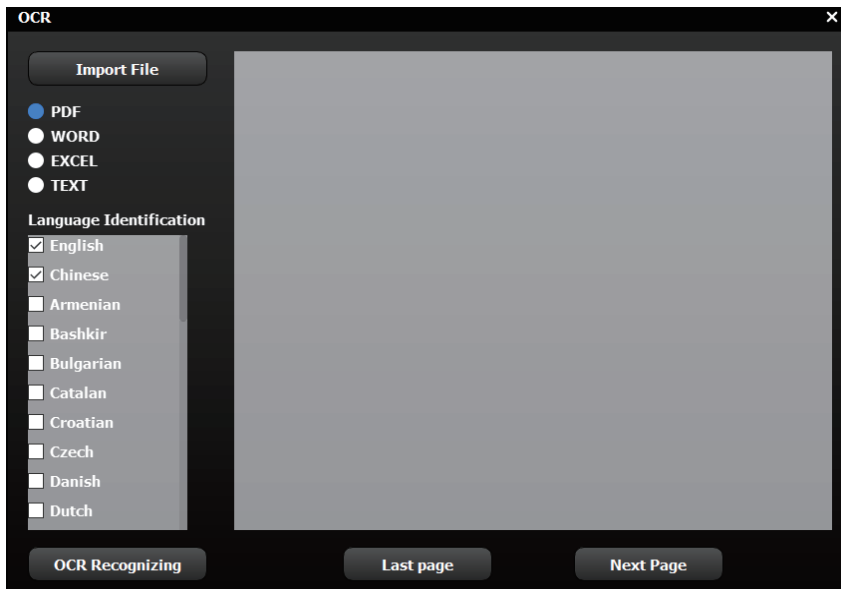 OCR
Import File
PDF
WORD
EXCEL
TEXT
Language Identification
English
Chinese
Armenian
Bashkir
Bulgarian
Catalan
Croatian
Czech
Danish
Dutch
OCR Recognizing
Last page
Next Page